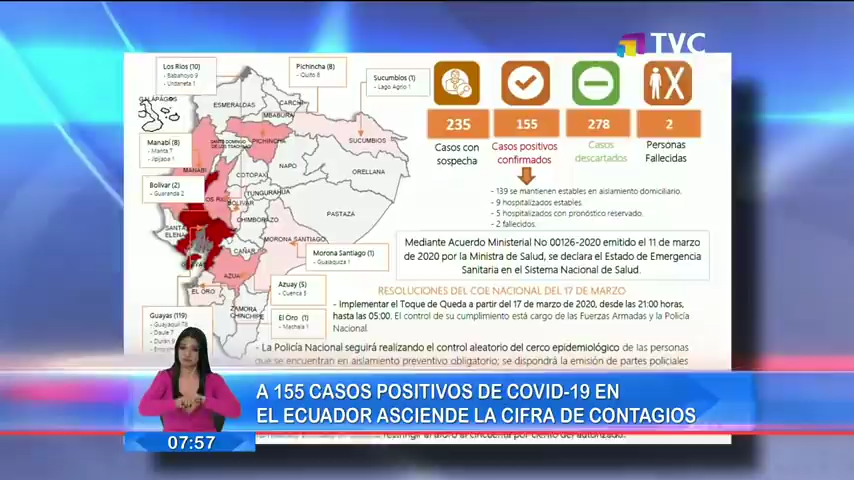 TVC
Los Ríos (10)
- Babahoyo 9
- Urdaneta 1
Pichincha (8)
- Quito 8
Sucumbíos (1)
- Lago Agrio 1
GALÁPAGOS
ESMERALDAS
CARCHI
IMBABURA
Manabí (8)
- Manta 7
- Jipijapa 1
PICHINCHA
SUCUMBIOS
MANABI
NAPO
ORELLANA
COTOPAXI
Bolívar (2)
- Guaranda 2
TUNGURAHUA
LOS RIOS
BOLIVAR
PASTAZA
CHIMBORAZO
SANTA
ELENA
MORONA SANTIAGO
CAÑAR
Morona Santiago (1)
- Gualaquiza 1
AZUAY
Azuay (5)
- Cuenca 5
EL ORO
ZAMORA
CHINCHIPE
El Oro (1)
- Machala 1
Guayas (119)
- Guayaquil 78
- Daule 7
235
155
278
2
Casos con
sospecha
Casos positivos
confirmados
Casos
descartados
Personas
Fallecidas
- 139 se mantienen estables en aislamiento domiciliario.
- 9 hospitalizados estables.
- 5 hospitalizados con pronóstico reservado.
- 2 fallecidos.
Mediante Acuerdo Ministerial No 00126-2020 emitido el 11 de marzo
de 2020 por la Ministra de Salud, se declara el Estado de Emergencia
Sanitaria en el Sistema Nacional de Salud.
RESOLUCIONES DEL COE NACIONAL DEL 17 DE MARZO
- Implementar el Toque de Queda a partir del 17 de marzo de 2020, desde las 21:00 horas,
hasta las 05:00. El control de su cumplimiento está cargo de las Fuerzas Armadas y la Policía
Nacional.
- La Policía Nacional seguirá realizando el control aleatorio del cerco epidemiológico de las personas
que se encuentran en aislamiento preventivo obligatorio; se dispondrá la emisión de partes policiales
A 155 CASOS POSITIVOS DE COVID-19 EN
EL ECUADOR ASCIENDE LA CIFRA DE CONTAGIOS
07:57